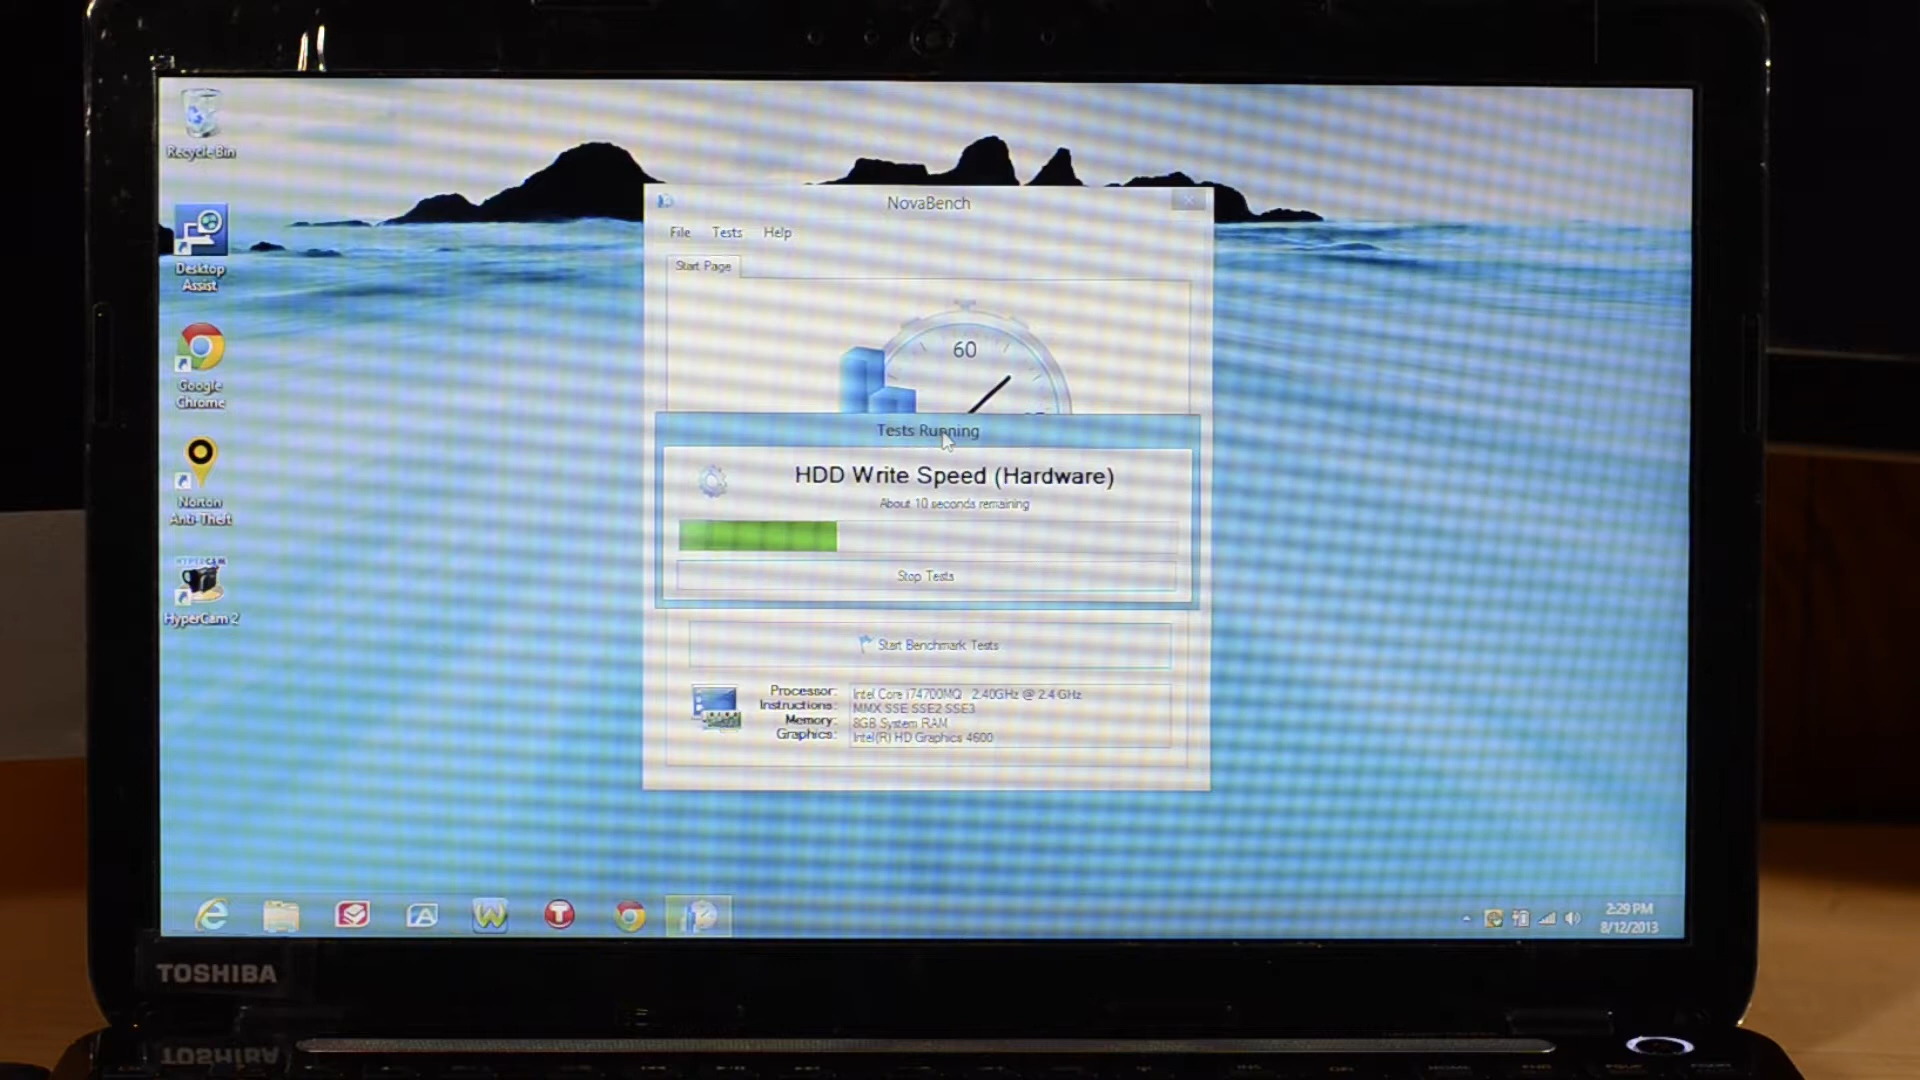 Recycle Bin
Desktop
Assist
Google
Chrome
Norton
Anti-Theft
HYPERCAM
HyperCam 2
NovaBench
File Tests Help
Start Page
60
Tests Running
HDD Write Speed (Hardware)
About 10 seconds remaining
Stop Tests
Start Benchmark Tests
Processor: Intel Core i74700MQ 2.40GHz @ 2.4 GHz
Instructions: MMX SSE SSE2 SSE3
Memory: 8GB System RAM
Graphics: Intel(R) HD Graphics 4600
2:29 PM
8/12/2013
TOSHIBA